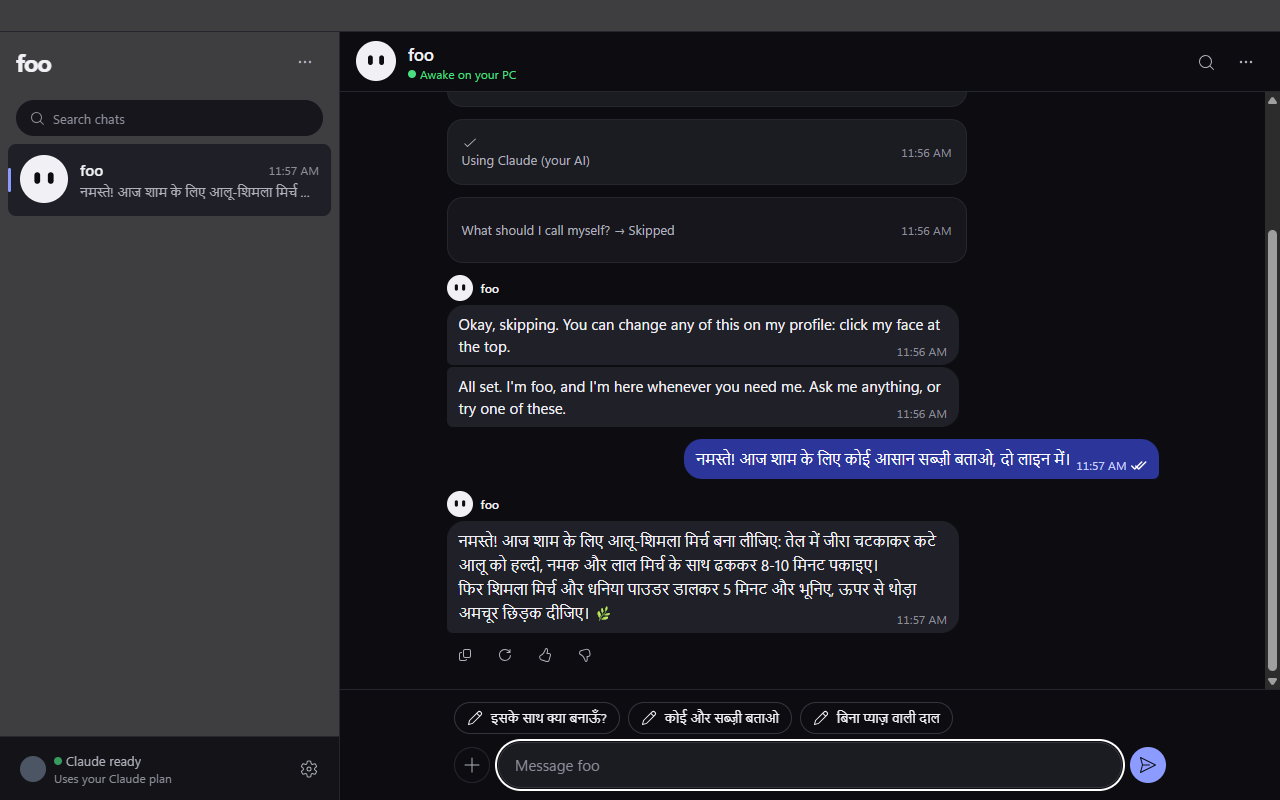 foo
Search chats
foo
11:57 AM
नमस्ते! आज शाम के लिए आलू-शिमला मिर्च ...
Claude ready
Uses your Claude plan
foo
Awake on your PC
Using Claude (your AI)
11:56 AM
What should I call myself? → Skipped
11:56 AM
foo
Okay, skipping. You can change any of this on my profile: click my face at
the top.
11:56 AM
All set. I'm foo, and I'm here whenever you need me. Ask me anything, or
try one of these.
11:56 AM
नमस्ते! आज शाम के लिए कोई आसान सब्ज़ी बताओ, दो लाइन में।
11:57 AM
foo
नमस्ते! आज शाम के लिए आलू-शिमला मिर्च बना लीजिए: तेल में जीरा चटकाकर कटे
आलू को हल्दी, नमक और लाल मिर्च के साथ ढककर 8-10 मिनट पकाइए।
फिर शिमला मिर्च और धनिया पाउडर डालकर 5 मिनट और भूनिए, ऊपर से थोड़ा
अमचूर छिड़क दीजिए। 🌿
11:57 AM
इसके साथ क्या बनाऊँ?
कोई और सब्ज़ी बताओ
बिना प्याज़ वाली दाल
Message foo